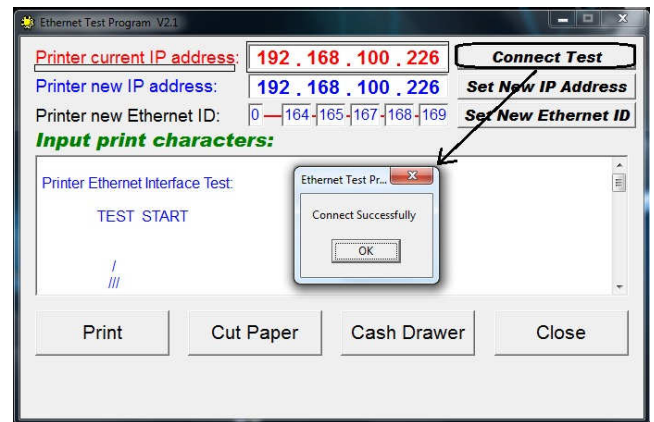 Ethernet Test Program V2.1
Printer current IP address: 192 . 168 . 100 . 226 Connect Test
Printer new IP address: 192 . 168 . 100 . 226 Set New IP Address
Printer new Ethernet ID: 0 — 164-165-167-168-169 Set New Ethernet ID
Input print characters:
Printer Ethernet Interface Test:
TEST START
/
///
Ethernet Test Pr...
Connect Successfully
OK
Print Cut Paper Cash Drawer Close